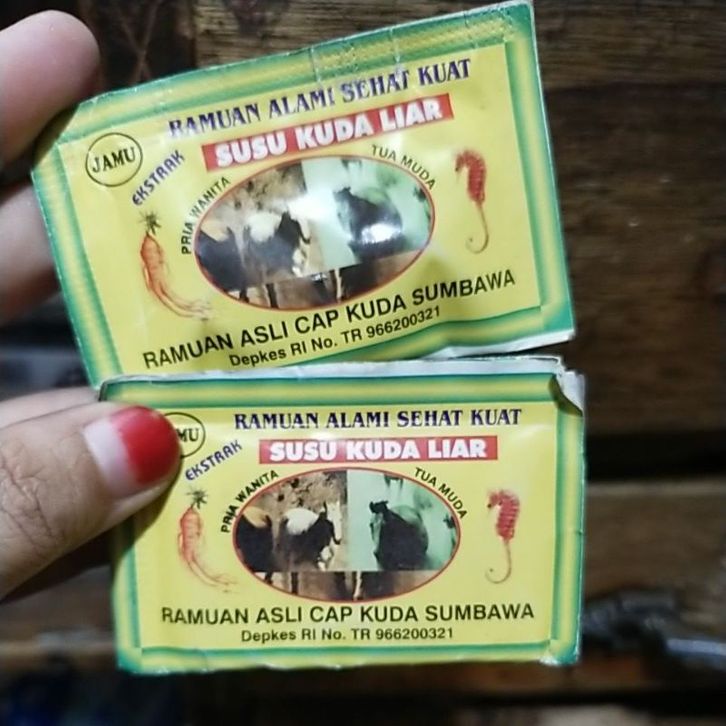 RAMUAN ALAMI SEHAT KUAT
JAMU
EKSTRAK
SUSU KUDA LIAR
PRIA WANITA
TUA MUDA
RAMUAN ASLI CAP KUDA SUMBAWA
Depkes RI No. TR 966200321
RAMUAN ALAMI SEHAT KUAT
MU
EKSTRAK
SUSU KUDA LIAR
PRIA WANITA
TUA MUDA
RAMUAN ASLI CAP KUDA SUMBAWA
Depkes RI No. TR 966200321